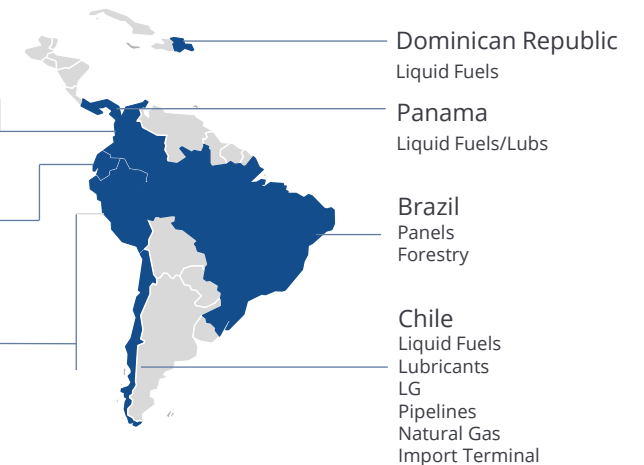 Dominican Republic
Liquid Fuels
Panama
Liquid Fuels/Lubs
Brazil
Panels
Forestry
Chile
Liquid Fuels
Lubricants
LG
Pipelines
Natural Gas
Import Terminal